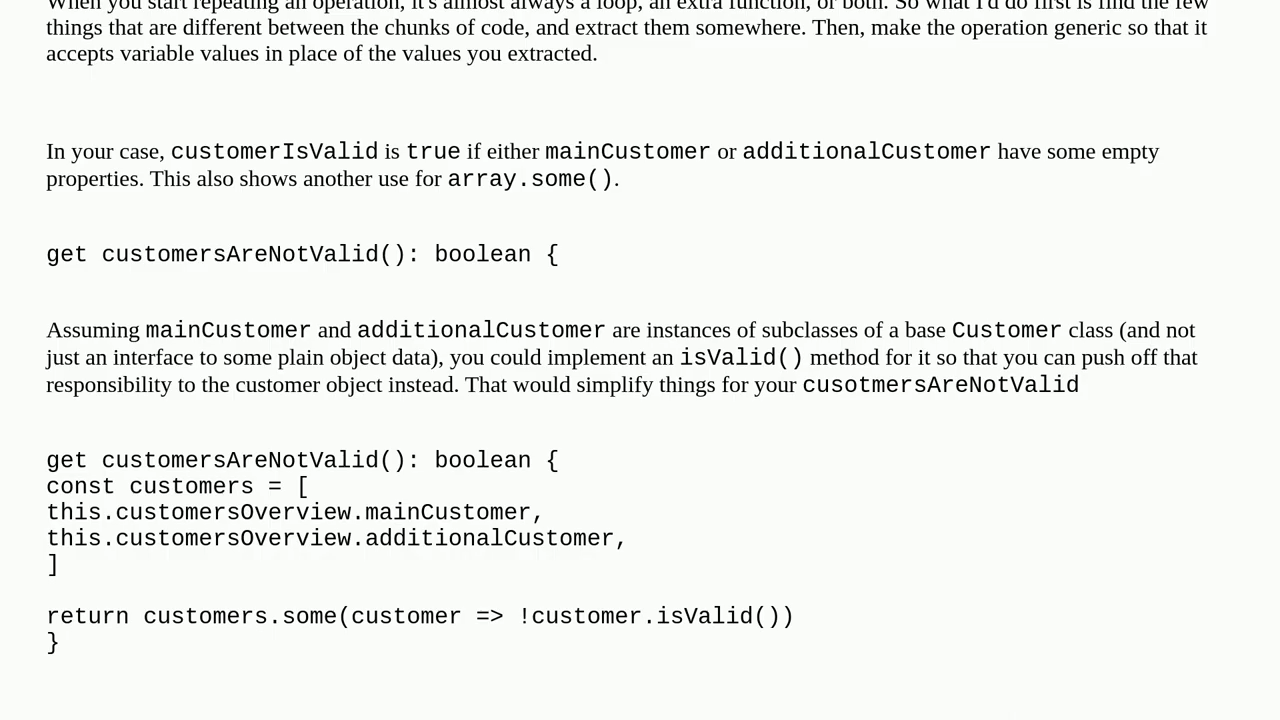 When you start repeating an operation, it's almost always a loop, an extra function, or both. So what I'd do first is find the few
things that are different between the chunks of code, and extract them somewhere. Then, make the operation generic so that it
accepts variable values in place of the values you extracted.
In your case, customerIsValid is true if either mainCustomer or additionalCustomer have some empty
properties. This also shows another use for array.some().
get customersAreNotValid(): boolean {
Assuming mainCustomer and additionalCustomer are instances of subclasses of a base Customer class (and not
just an interface to some plain object data), you could implement an isValid() method for it so that you can push off that
responsibility to the customer object instead. That would simplify things for your cusotmersAreNotValid
get customersAreNotValid(): boolean {
const customers = [
this.customersOverview.mainCustomer,
this.customersOverview.additionalCustomer,
]
return customers.some(customer => !customer.isValid())
}